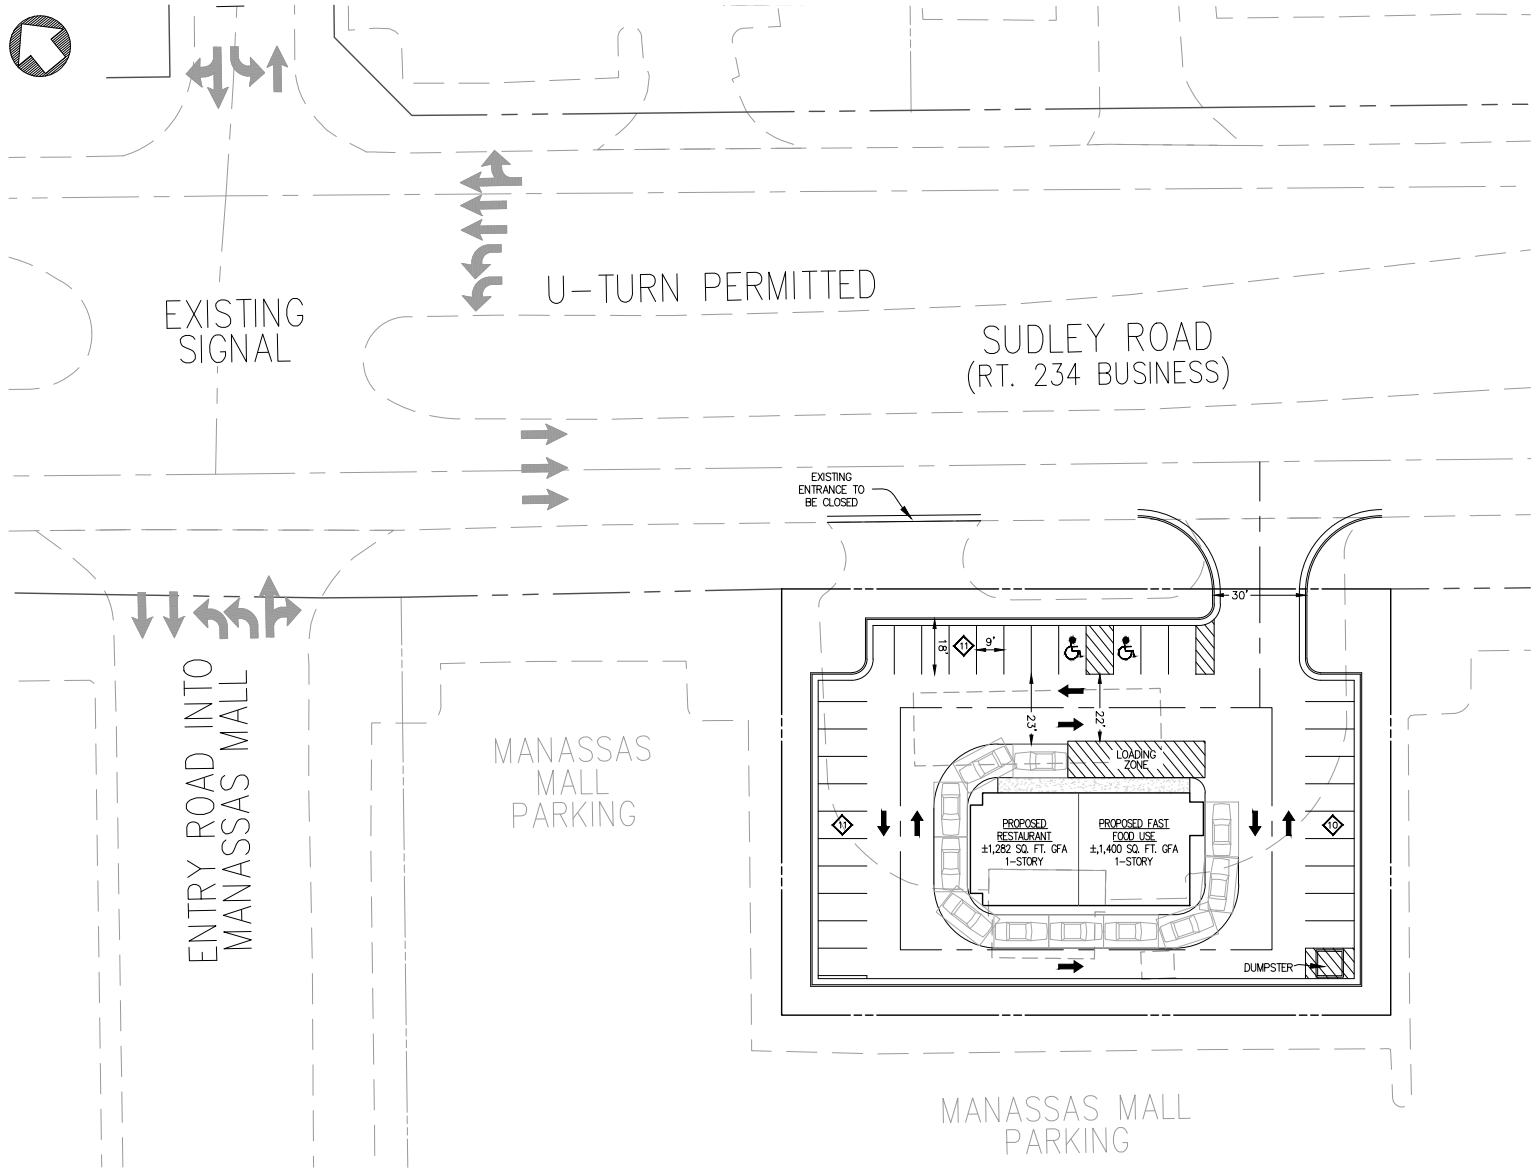 U-TURN PERMITTED
EXISTING
SIGNAL
SUDLEY ROAD
(RT. 234 BUSINESS)
EXISTING
ENTRANCE TO
BE CLOSED
30'
18'
11
9'
23'
22'
ENTRY ROAD INTO
MANASSAS MALL
MANASSAS
MALL
PARKING
LOADING
ZONE
11
PROPOSED
RESTAURANT
±1,282 SQ. FT. GFA
1-STORY
PROPOSED FAST
FOOD USE
±,1,400 SQ. FT. GFA
1-STORY
10
DUMPSTER
MANASSAS MALL
PARKING